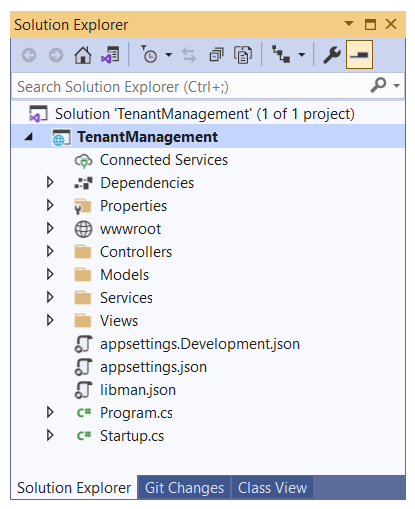 Solution Explorer
Search Solution Explorer (Ctrl+;)
Solution 'TenantManagement' (1 of 1 project)
TenantManagement
Connected Services
Dependencies
Properties
wwwroot
Controllers
Models
Services
Views
appsettings.Development.json
appsettings.json
libman.json
C# Program.cs
C# Startup.cs
Solution Explorer Git Changes Class View